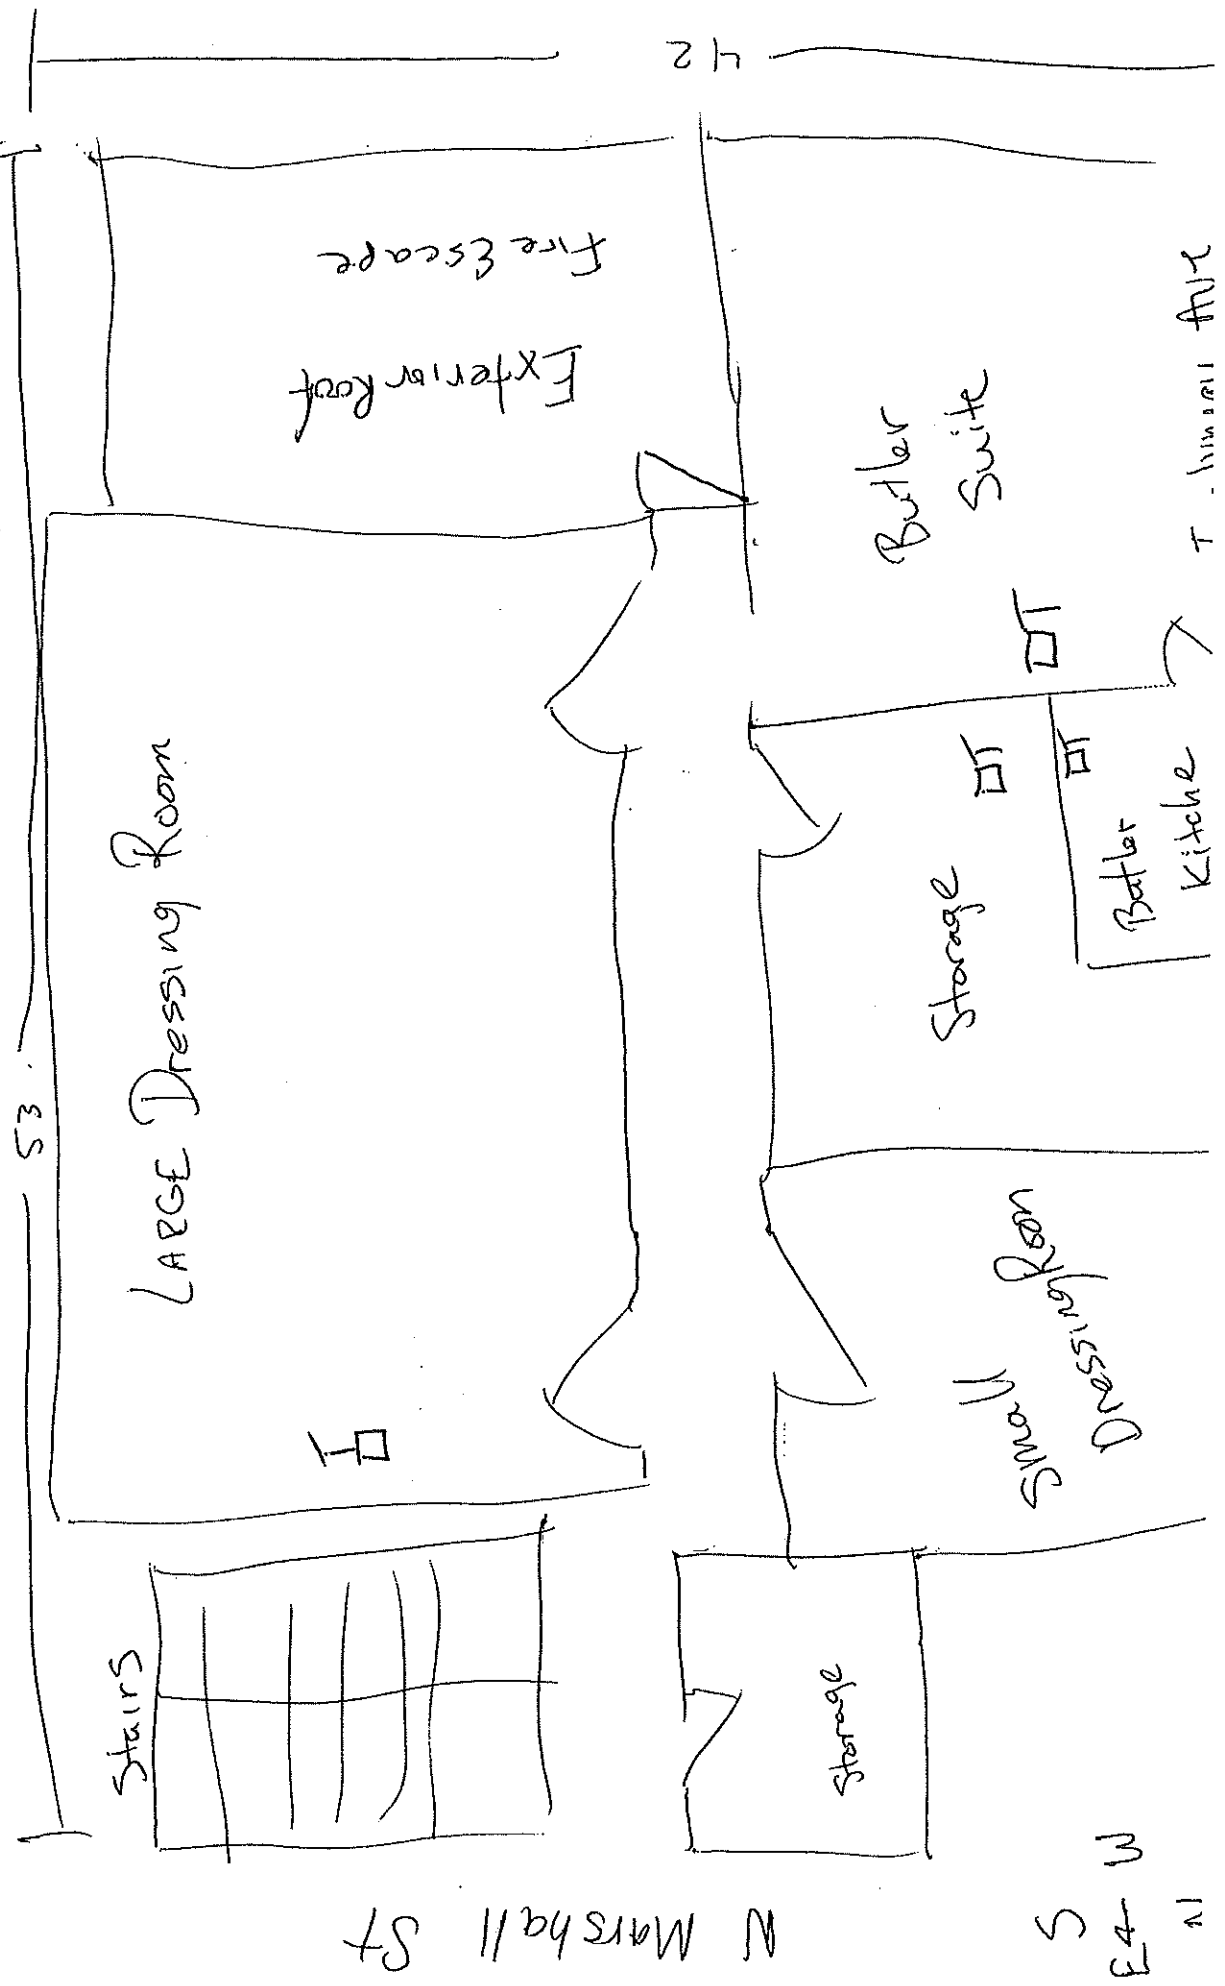 42
53
Fire Escape
Exterior Roof
Butler
Suite
LARGE Dressing Room
Storage
Butler
Kitche
Small
Dressing Room
Stairs
Storage
N Marshall
St
S
E W
N